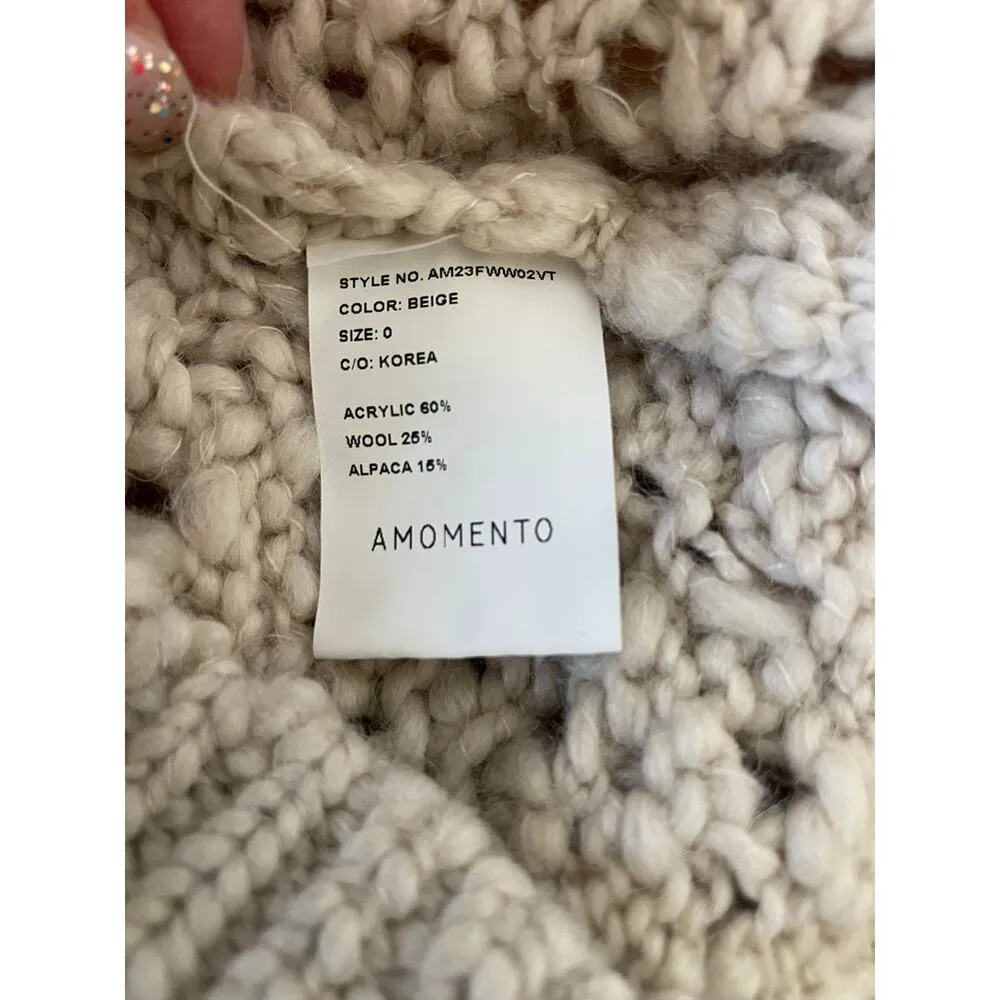 STYLE NO. AM23FWW02VT
COLOR: BEIGE
SIZE: 0
C/O: KOREA
ACRYLIC 60%
WOOL 25%
ALPACA 15%
AMOMENTO